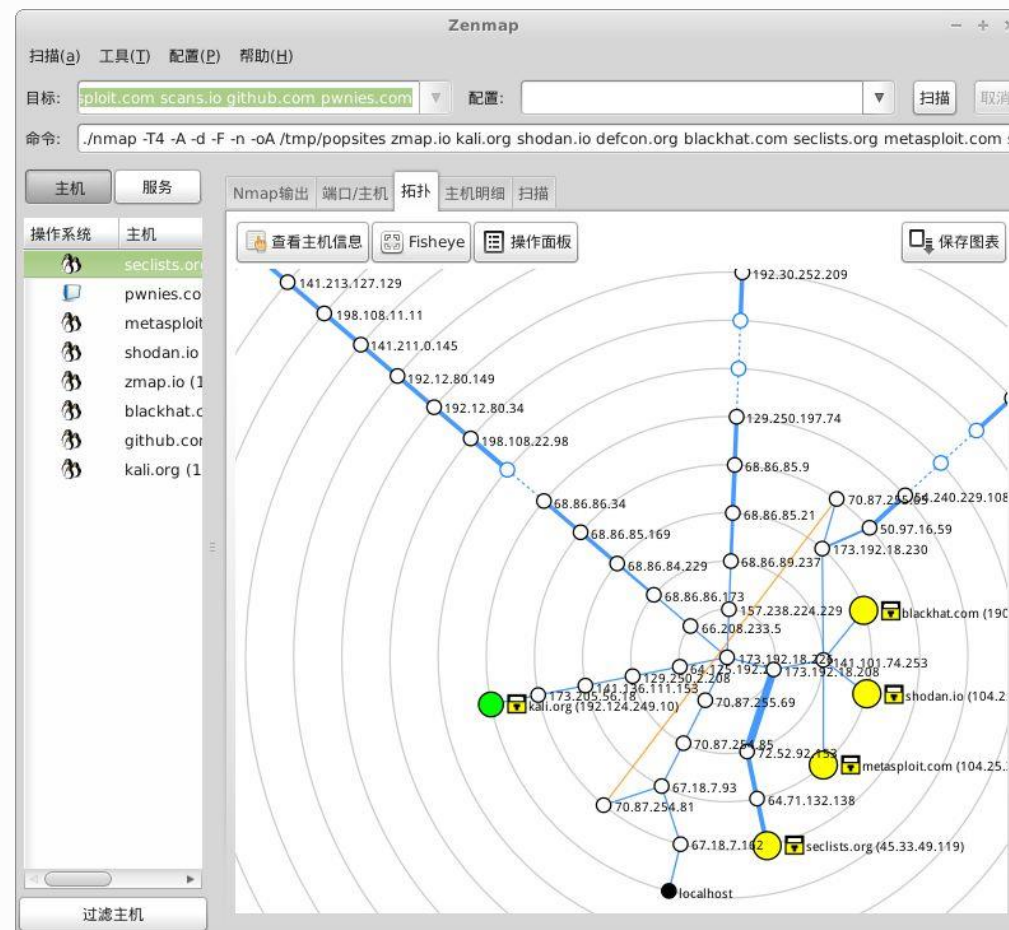 Zenmap
扫描(a) 工具(T) 配置(P) 帮助(H)
目标: sploit.com scans.io github.com pwnies.com 配置: 扫描 取消
命令: ./nmap -T4 -A -d -F -n -oA /tmp/popsites zmap.io kali.org shodan.io defcon.org blackhat.com seclists.org metasploit.com
主机 服务
Nmap输出 端口/主机 拓扑 主机明细 扫描
操作系统 主机
查看主机信息 Fisheye 操作面板 保存图表
seclists.or
pwnies.co
metasploit
shodan.io
zmap.io (1
blackhat.c
github.cor
kali.org (1
过滤主机
192.30.252.209
141.213.127.129
198.108.11.11
141.211.0.145
192.12.80.149
192.12.80.34
129.250.197.74
198.108.22.98
68.86.85.9
68.86.86.34
54.240.229.108
68.86.85.21
50.97.16.59
68.86.85.169
173.192.18.230
68.86.84.229
68.86.89.237
68.86.86.173
157.238.224.229
blackhat.com (190
66.208.233.5
141.101.74.253
173.192.18.208
129.250.2.208
141.136.111.153
173.205.56.18
shodan.io (104.2
kali.org (192.124.249.10)
70.87.255.69
70.87.254.85
72.52.92.153
metasploit.com (104.25.
67.18.7.93
64.71.132.138
70.87.254.81
67.18.7.162
seclists.org (45.33.49.119)
localhost